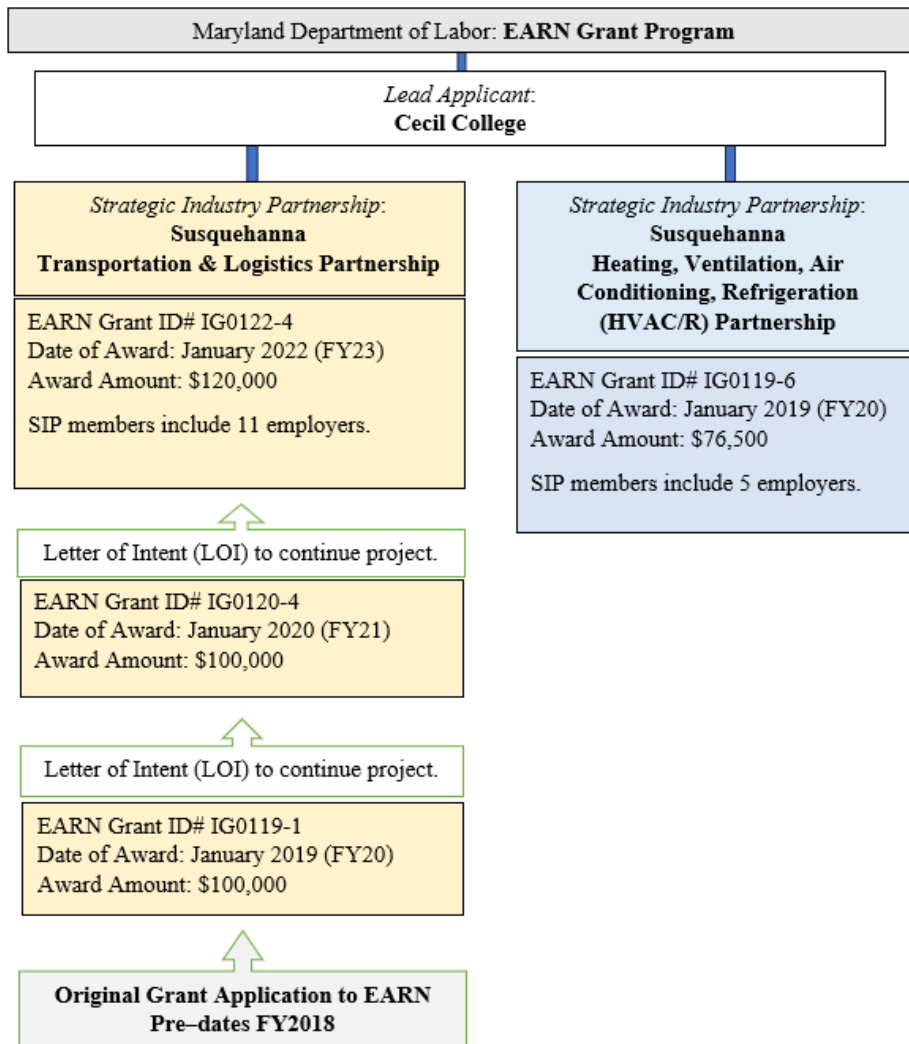 Maryland Department of Labor: EARN Grant Program
Lead Applicant:
Cecil College
Strategic Industry Partnership:
Susquehanna
Transportation & Logistics Partnership
EARN Grant ID# IG0122-4
Date of Award: January 2022 (FY23)
Award Amount: $120,000
SIP members include 11 employers.
Letter of Intent (LOI) to continue project.
EARN Grant ID# IG0120-4
Date of Award: January 2020 (FY21)
Award Amount: $100,000
Letter of Intent (LOI) to continue project.
EARN Grant ID# IG0119-1
Date of Award: January 2019 (FY20)
Award Amount: $100,000
Original Grant Application to EARN
Pre–dates FY2018
Strategic Industry Partnership:
Susquehanna
Heating, Ventilation, Air
Conditioning, Refrigeration
(HVAC/R) Partnership
EARN Grant ID# IG0119-6
Date of Award: January 2019 (FY20)
Award Amount: $76,500
SIP members include 5 employers.